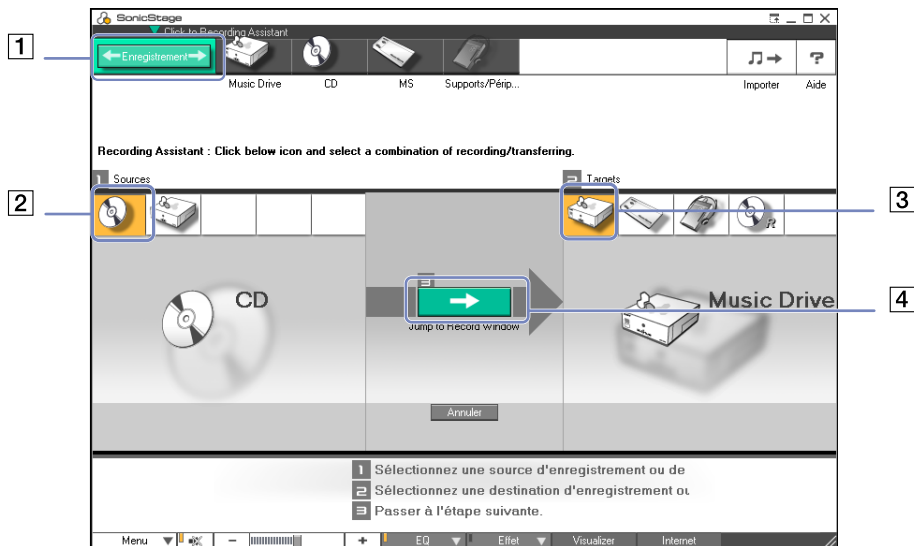 SonicStage
Click to Recording Assistant
1
Enregistrement
Music Drive
CD
MS
Supports/Périp...
Importer
?
Aide
Recording Assistant : Click below icon and select a combination of recording/transferring.
1 Sources
2 Targets
2
3
R
CD
3
Music Drive
4
Jump to Record Window
Annuler
1 Sélectionnez une source d'enregistrement ou de
2 Sélectionnez une destination d'enregistrement ou
3 Passer à l'étape suivante.
Menu
- +
EQ
Effet
Visualizer
Internet